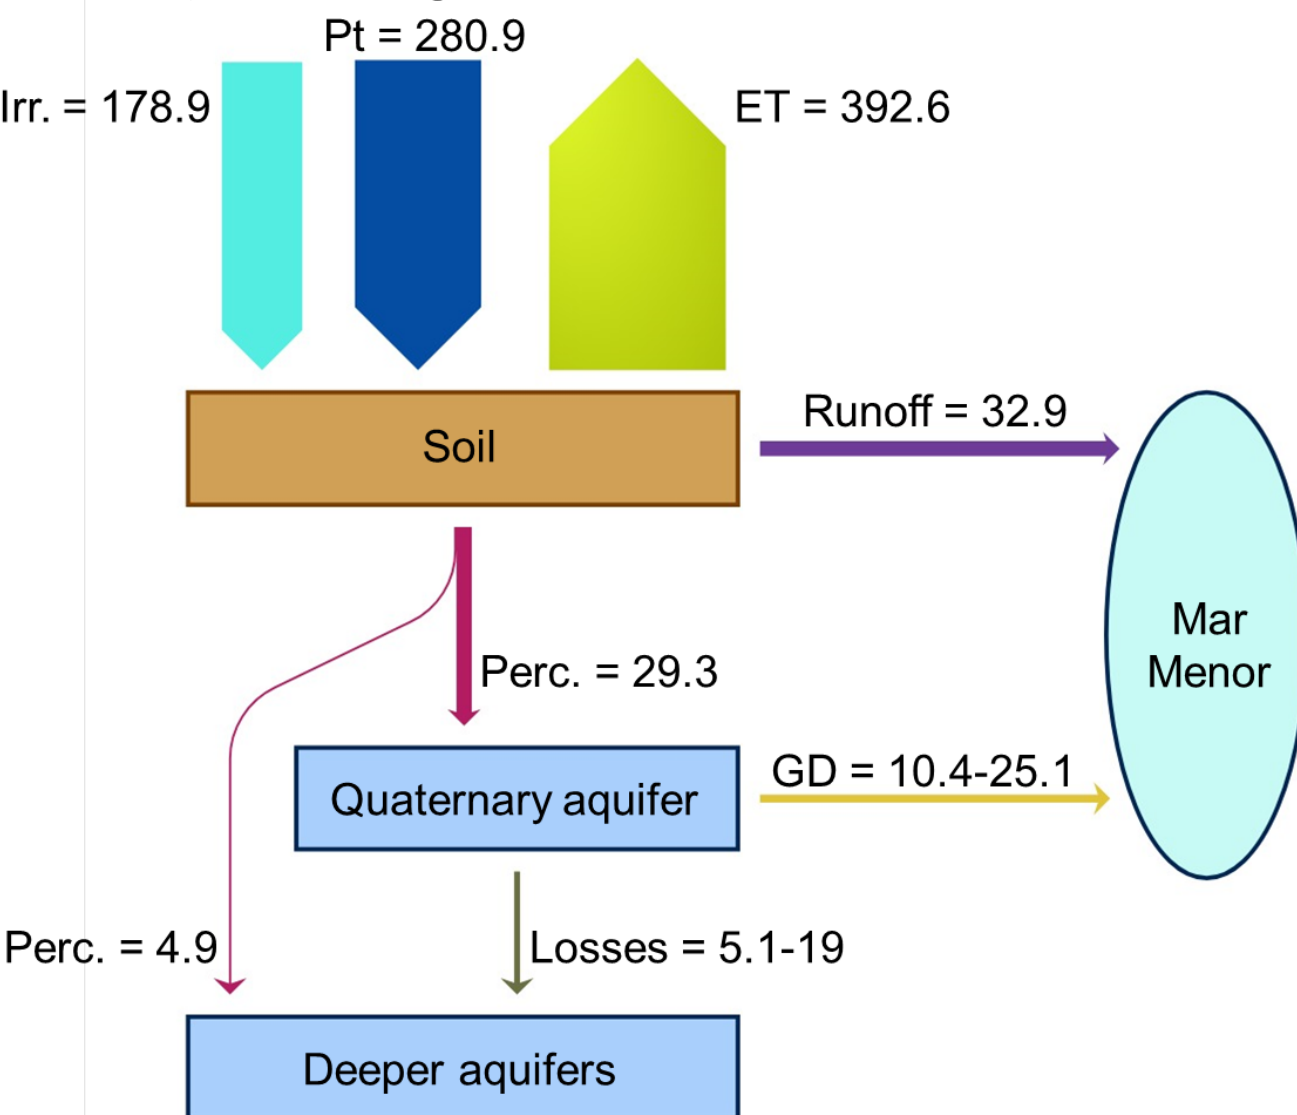 Pt = 280.9
Irr. = 178.9
ET = 392.6
Runoff = 32.9
Soil
Mar
Menor
Perc. = 29.3
GD = 10.4-25.1
Quaternary aquifer
Perc. = 4.9
Losses = 5.1-19
Deeper aquifers